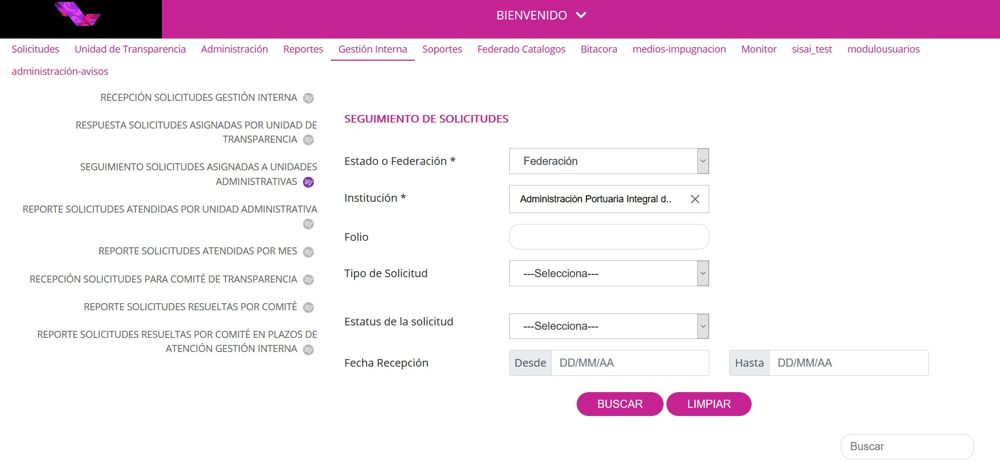 BIENVENIDO
Solicitudes Unidad de Transparencia Administración Reportes Gestión Interna Soportes Federado Catalogos Bitacora medios-impugnacion Monitor sisai_test modulousuarios
administración-avisos
RECEPCIÓN SOLICITUDES GESTIÓN INTERNA
RESPUESTA SOLICITUDES ASIGNADAS POR UNIDAD DE
TRANSPARENCIA
SEGUIMIENTO SOLICITUDES ASIGNADAS A UNIDADES
ADMINISTRATIVAS
REPORTE SOLICITUDES ATENDIDAS POR UNIDAD ADMINISTRATIVA
REPORTE SOLICITUDES ATENDIDAS POR MES
RECEPCIÓN SOLICITUDES PARA COMITÉ DE TRANSPARENCIA
REPORTE SOLICITUDES RESUELTAS POR COMITÉ
REPORTE SOLICITUDES RESUELTAS POR COMITÉ EN PLAZOS DE
ATENCIÓN GESTIÓN INTERNA
SEGUIMIENTO DE SOLICITUDES
Estado o Federación * Federación
Institución * Administración Portuaria Integral d..
Folio
Tipo de Solicitud ---Selecciona---
Estatus de la solicitud ---Selecciona---
Fecha Recepción Desde DD/MM/AA Hasta DD/MM/AA
BUSCAR LIMPIAR
Buscar